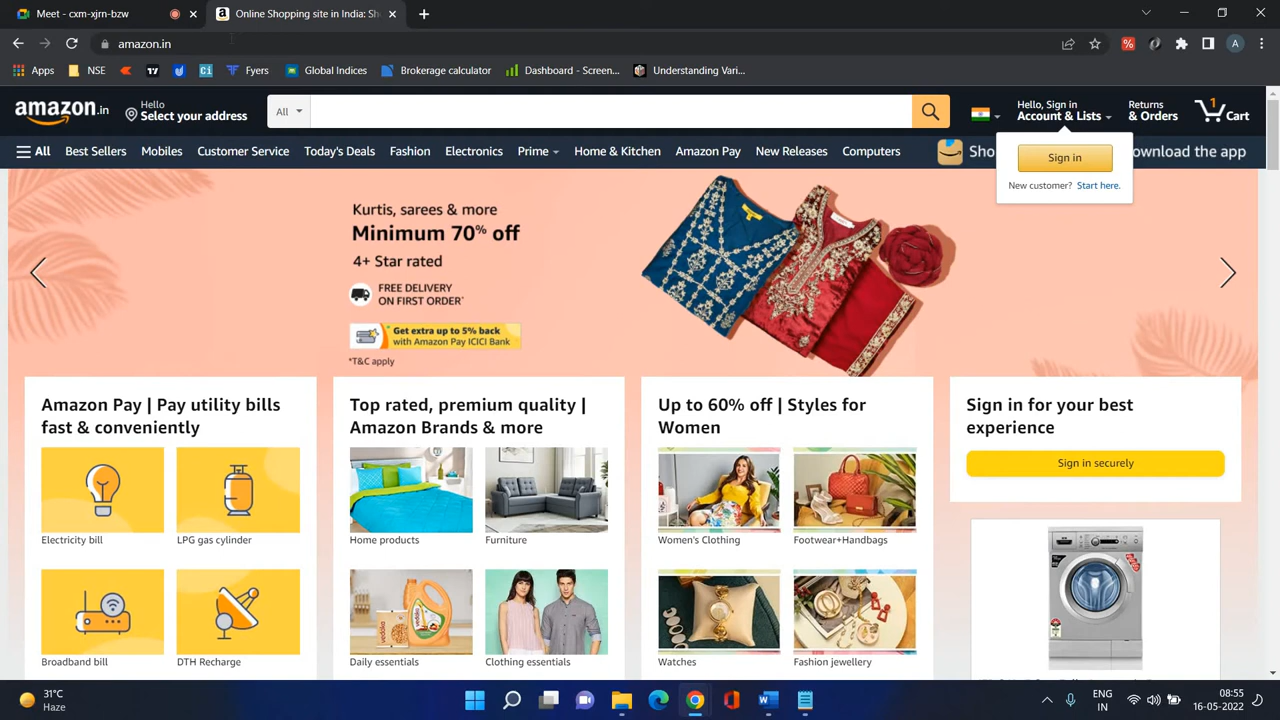 Meet - cxm-xjrn-bzw
Online Shopping site in India: Sh
amazon.in
A
Apps
NSE
Ci
Fyers
Global Indices
Brokerage calculator
Dashboard - Screen...
Understanding Vari...
amazon.in
Hello
Select your address
All
Hello, Sign in
Account & Lists
Returns
& Orders
1
Cart
All
Best Sellers
Mobiles
Customer Service
Today's Deals
Fashion
Electronics
Prime
Home & Kitchen
Amazon Pay
New Releases
Computers
Sho
ownload the app
Sign in
New customer? Start here.
Kurtis, sarees & more
Minimum 70% off
4+ Star rated
FREE DELIVERY
ON FIRST ORDER*
Get extra up to 5% back
with Amazon Pay ICICI Bank
*T&C apply
Amazon Pay | Pay utility bills
fast & conveniently
Electricity bill
LPG gas cylinder
Broadband bill
DTH Recharge
Top rated, premium quality |
Amazon Brands & more
Home products
Furniture
Daily essentials
Clothing essentials
Up to 60% off | Styles for
Women
Women's Clothing
Footwear+Handbags
Watches
Fashion jewellery
Sign in for your best
experience
Sign in securely
31°C
Haze
ENG
IN
08:55
16-05-2022